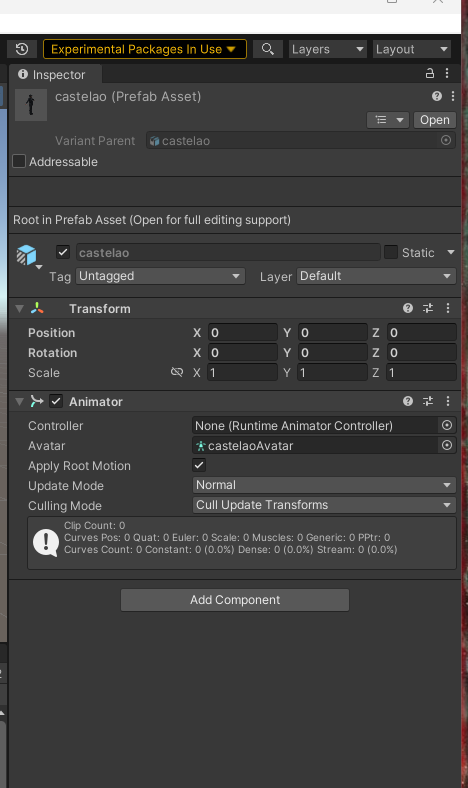 Experimental Packages In Use
Layers
Layout
Inspector
castelao (Prefab Asset)
Open
Variant Parent castelao
Addressable
Root in Prefab Asset (Open for full editing support)
castelao Static
Tag Untagged Layer Default
Transform
Position X 0 Y 0 Z 0
Rotation X 0 Y 0 Z 0
Scale X 1 Y 1 Z 1
Animator
Controller None (Runtime Animator Controller)
Avatar castelaoAvatar
Apply Root Motion
Update Mode Normal
Culling Mode Cull Update Transforms
Clip Count: 0
Curves Pos: 0 Quat: 0 Euler: 0 Scale: 0 Muscles: 0 Generic: 0 PPtr: 0
Curves Count: 0 Constant: 0 (0.0%) Dense: 0 (0.0%) Stream: 0 (0.0%)
Add Component